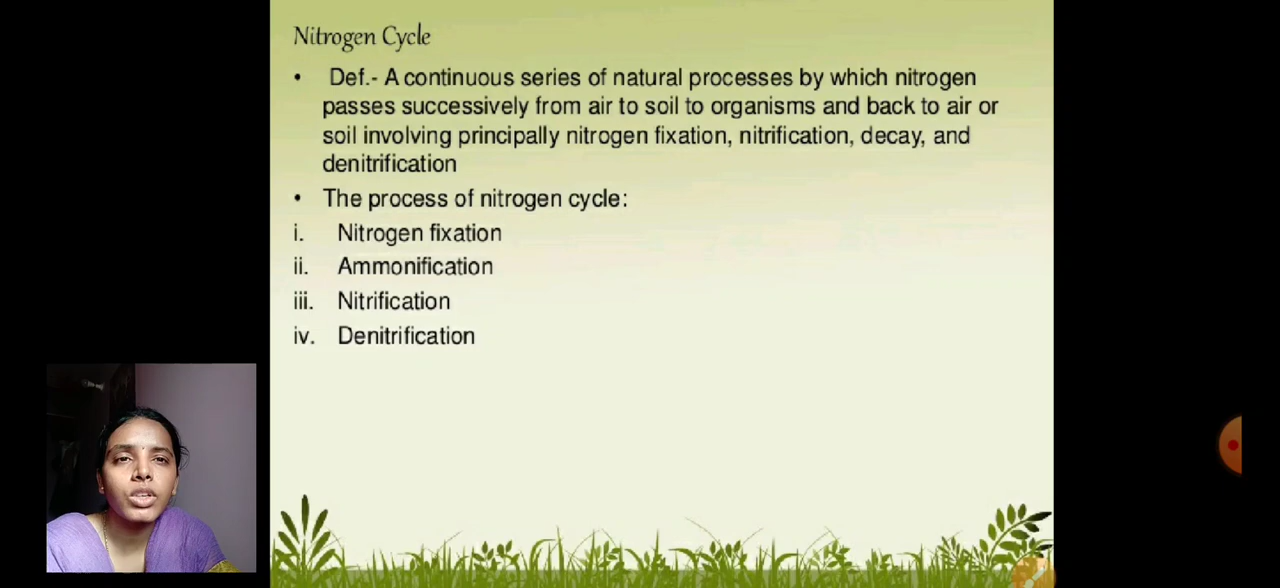 Nitrogen Cycle
• Def.- A continuous series of natural processes by which nitrogen
passes successively from air to soil to organisms and back to air or
soil involving principally nitrogen fixation, nitrification, decay, and
denitrification
• The process of nitrogen cycle:
i. Nitrogen fixation
ii. Ammonification
iii. Nitrification
iv. Denitrification